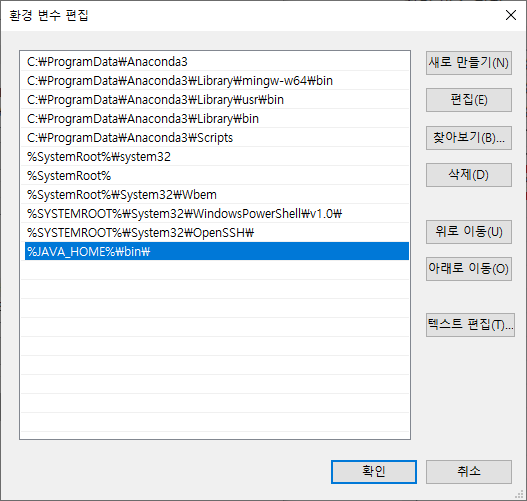 환경 변수 편집
C:₩ProgramData₩Anaconda3
C:₩ProgramData₩Anaconda3₩Library₩mingw-w64₩bin
C:₩ProgramData₩Anaconda3₩Library₩usr₩bin
C:₩ProgramData₩Anaconda3₩Library₩bin
C:₩ProgramData₩Anaconda3₩Scripts
%SystemRoot%₩system32
%SystemRoot%
%SystemRoot%₩System32₩Wbem
%SYSTEMROOT%₩System32₩WindowsPowerShell₩v1.0₩
%SYSTEMROOT%₩System32₩OpenSSH₩
%JAVA_HOME%₩bin₩
새로 만들기(N)
편집(E)
찾아보기(B)...
삭제(D)
위로 이동(U)
아래로 이동(O)
텍스트 편집(T)...
확인
취소